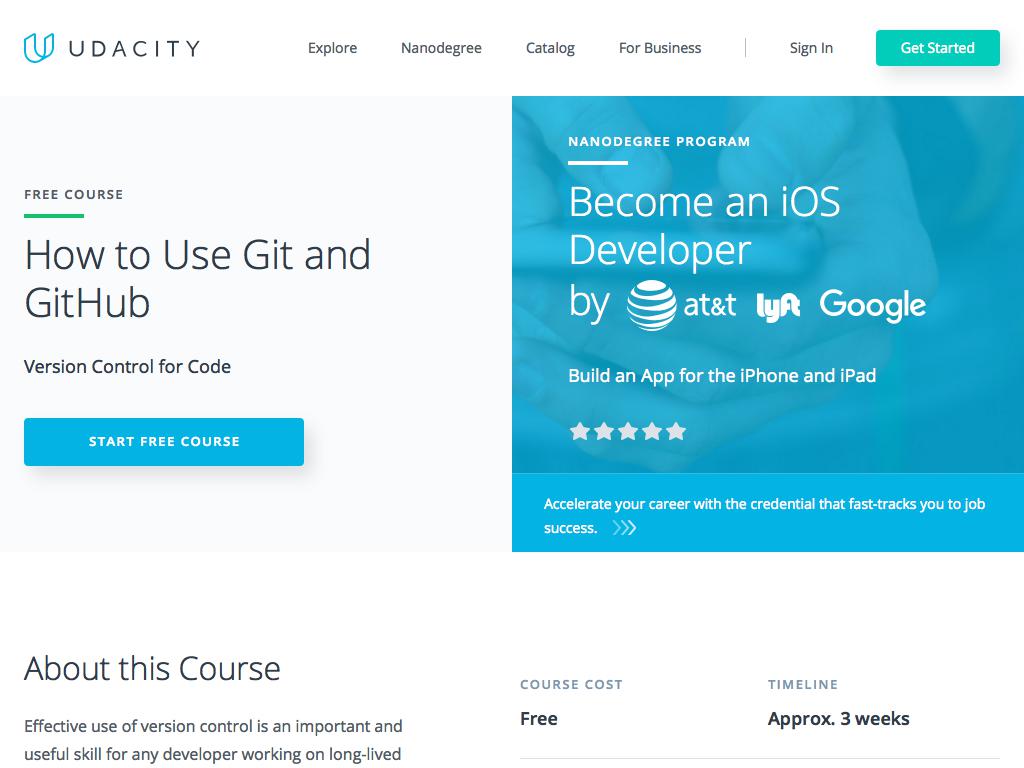 UDACITY
Explore
Nanodegree
Catalog
For Business
Sign In
Get Started
FREE COURSE
How to Use Git and
GitHub
Version Control for Code
START FREE COURSE
NANODEGREE PROGRAM
Become an iOS
Developer
by at&t lyft Google
Build an App for the iPhone and iPad
Accelerate your career with the credential that fast-tracks you to job
success.
About this Course
Effective use of version control is an important and
useful skill for any developer working on long-lived
COURSE COST
Free
TIMELINE
Approx. 3 weeks